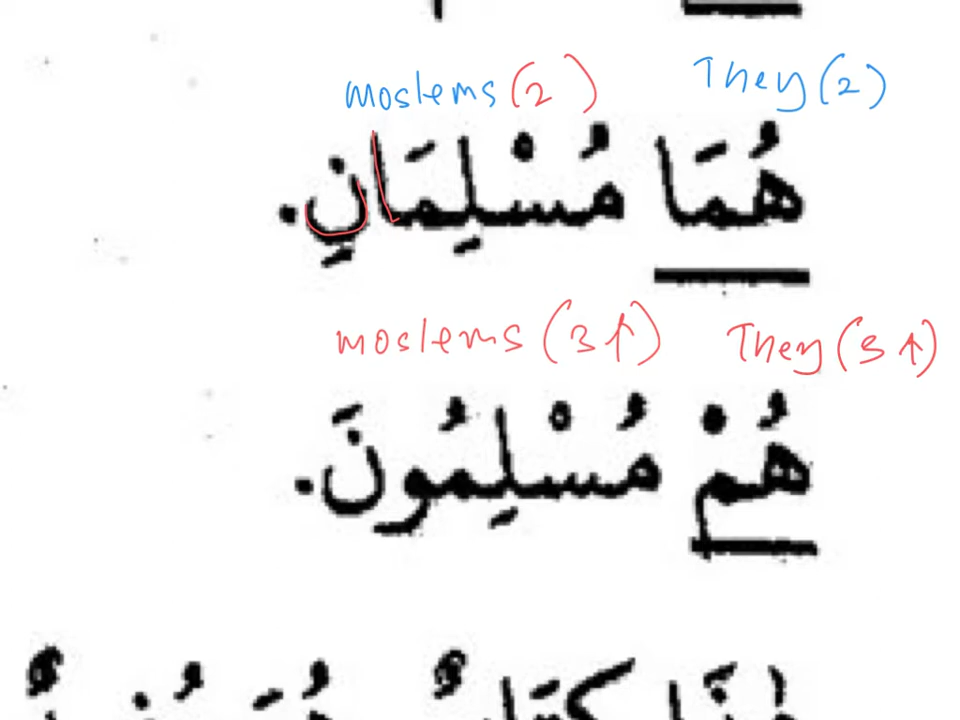 moslems (2) They (2)
هُمَا مُسْلِمَانِ.
moslems (3↑) They (3↑)
هُمْ مُسْلِمُونَ.